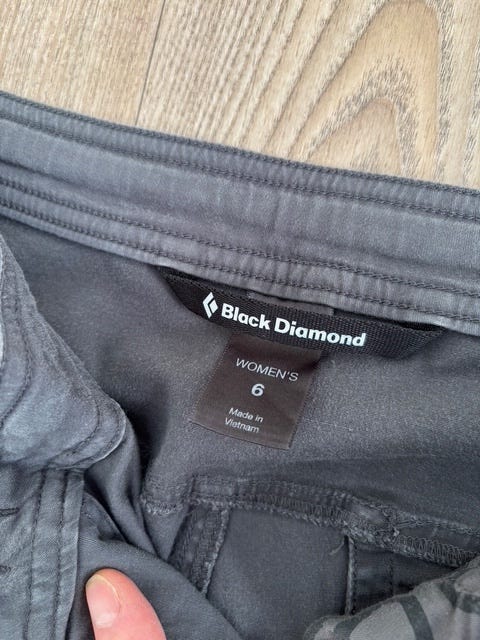 Black Diamond
WOMEN'S
6
Made in
Vietnam